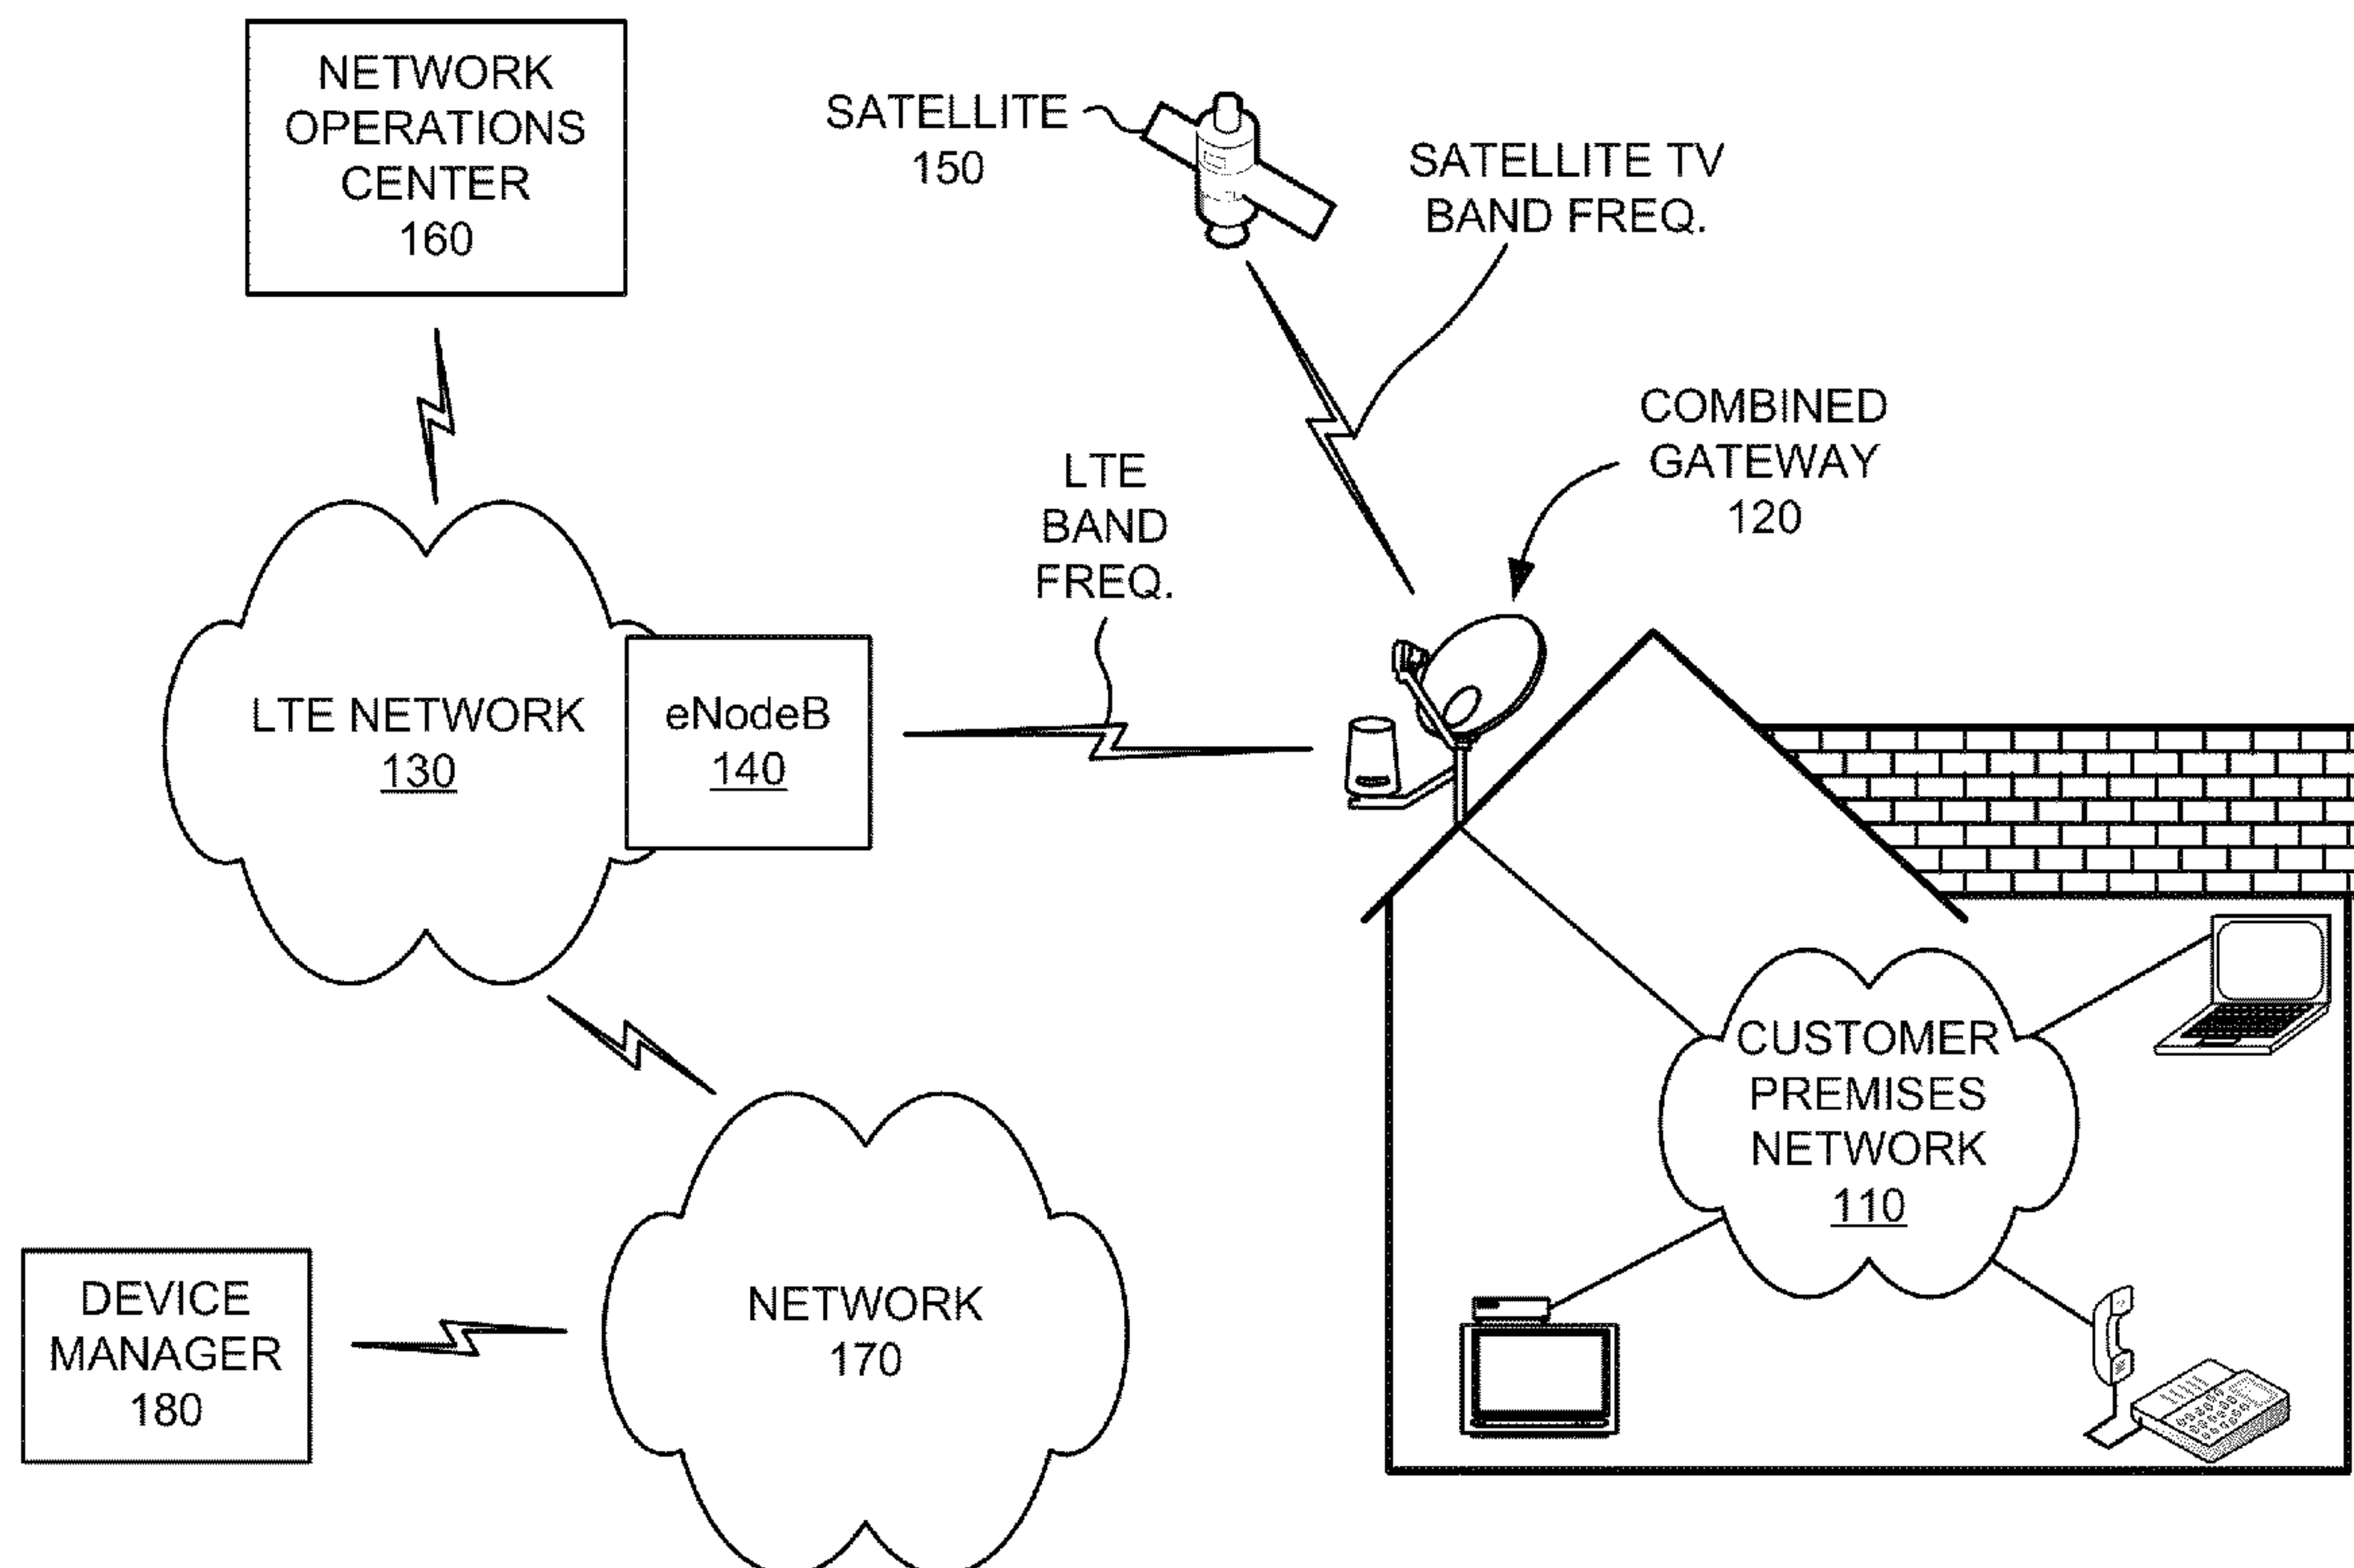 NETWORK
OPERATIONS
CENTER
160
SATELLITE
150
SATELLITE TV
BAND FREQ.
COMBINED
GATEWAY
120
LTE
BAND
FREQ.
LTE NETWORK
130
eNodeB
140
CUSTOMER
PREMISES
NETWORK
110
NETWORK
170
DEVICE
MANAGER
180